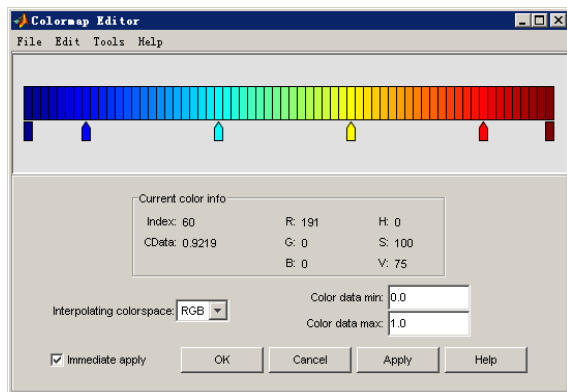 Colormap Editor
File Edit Tools Help
Current color info
Index: 60 R: 191 H: 0
CData: 0.9219 G: 0 S: 100
B: 0 V: 75
Interpolating colorspace: RGB
Color data min: 0.0
Color data max: 1.0
Immediate apply OK Cancel Apply Help